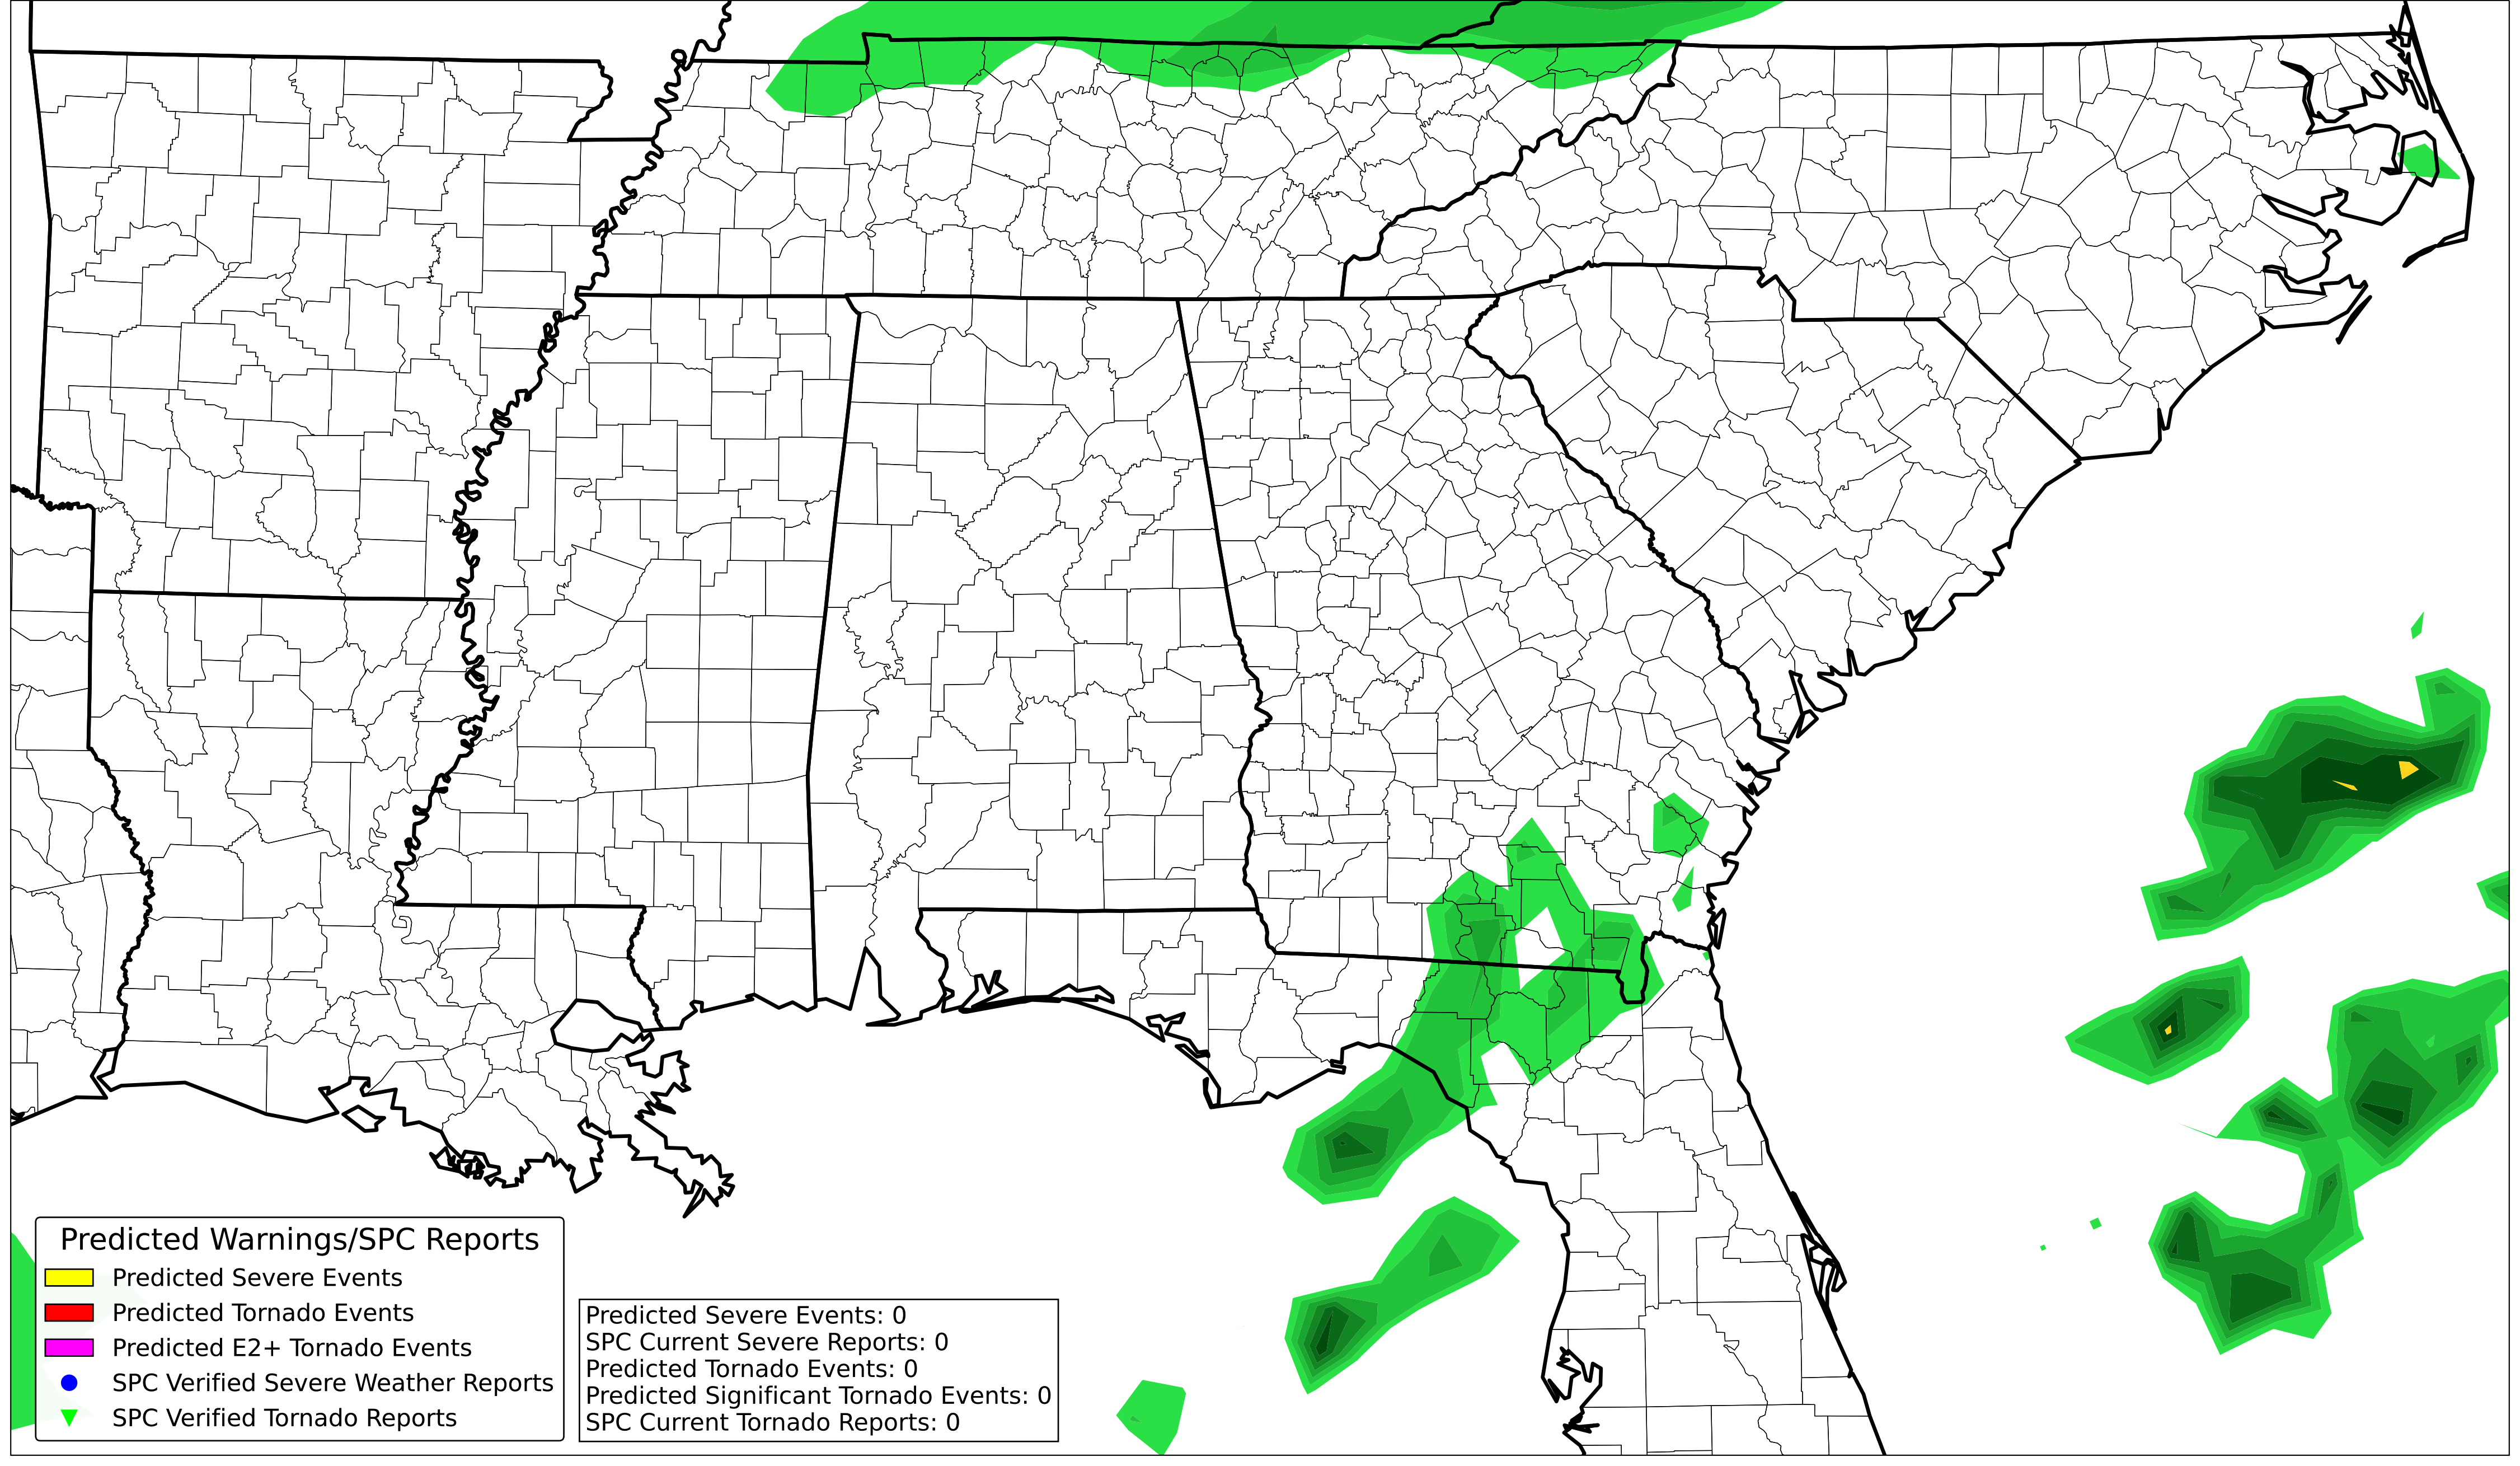 Predicted Warnings/SPC Reports
Predicted Severe Events
Predicted Tornado Events
Predicted E2+ Tornado Events
SPC Verified Severe Weather Reports
SPC Verified Tornado Reports
Predicted Severe Events: 0
SPC Current Severe Reports: 0
Predicted Tornado Events: 0
Predicted Significant Tornado Events: 0
SPC Current Tornado Reports: 0